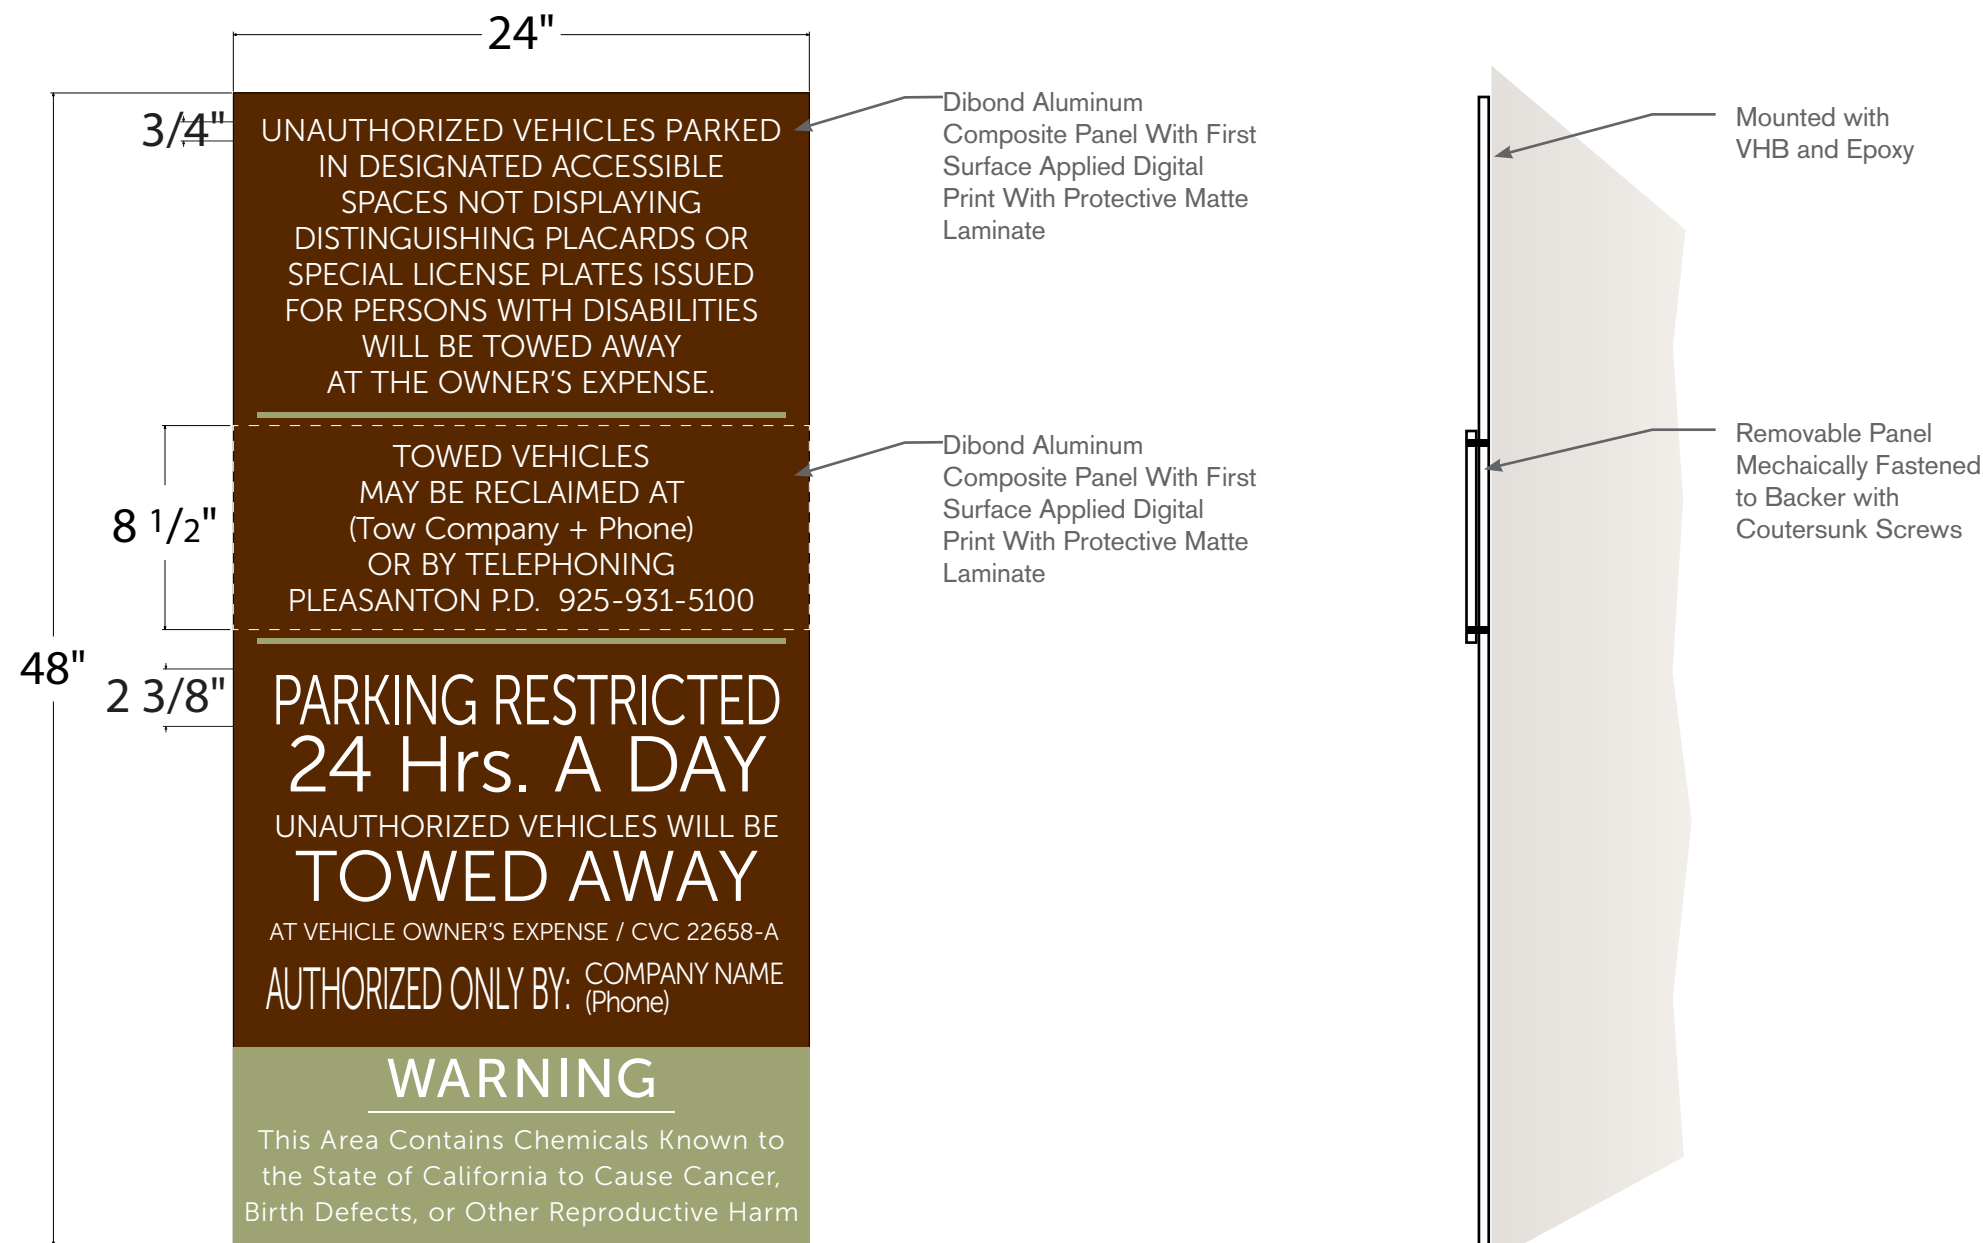 24"
3/4"
UNAUTHORIZED VEHICLES PARKED
IN DESIGNATED ACCESSIBLE
SPACES NOT DISPLAYING
DISTINGUISHING PLACARDS OR
SPECIAL LICENSE PLATES ISSUED
FOR PERSONS WITH DISABILITIES
WILL BE TOWED AWAY
AT THE OWNER'S EXPENSE.
8 1/2"
TOWED VEHICLES
MAY BE RECLAIMED AT
(Tow Company + Phone)
OR BY TELEPHONING
PLEASANTON P.D. 925-931-5100
48"
2 3/8"
PARKING RESTRICTED
24 Hrs. A DAY
UNAUTHORIZED VEHICLES WILL BE
TOWED AWAY
AT VEHICLE OWNER'S EXPENSE / CVC 22658-A
AUTHORIZED ONLY BY:
COMPANY NAME
(Phone)
WARNING
This Area Contains Chemicals Known to
the State of California to Cause Cancer,
Birth Defects, or Other Reproductive Harm
Dibond Aluminum
Composite Panel With First
Surface Applied Digital
Print With Protective Matte
Laminate
Dibond Aluminum
Composite Panel With First
Surface Applied Digital
Print With Protective Matte
Laminate
Mounted with
VHB and Epoxy
Removable Panel
Mechaically Fastened
to Backer with
Coutersunk Screws